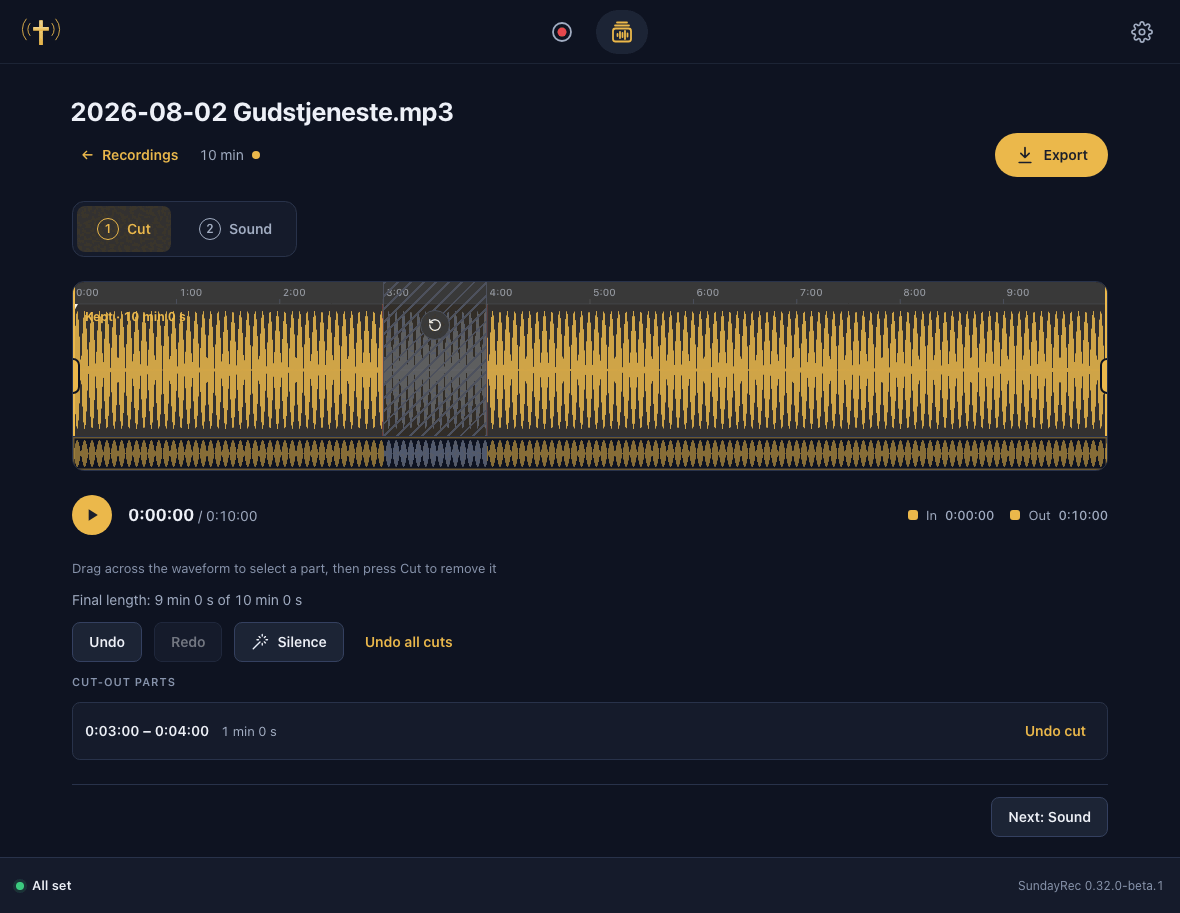 2026-08-02 Gudstjeneste.mp3
← Recordings 10 min
Export
1 Cut 2 Sound
0:00 1:00 2:00 3:00 4:00 5:00 6:00 7:00 8:00 9:00
Kept · 10 min 0 s
0:00:00 / 0:10:00
In 0:00:00 Out 0:10:00
Drag across the waveform to select a part, then press Cut to remove it
Final length: 9 min 0 s of 10 min 0 s
Undo Redo Silence Undo all cuts
CUT-OUT PARTS
0:03:00 – 0:04:00 1 min 0 s Undo cut
Next: Sound
All set SundayRec 0.32.0-beta.1